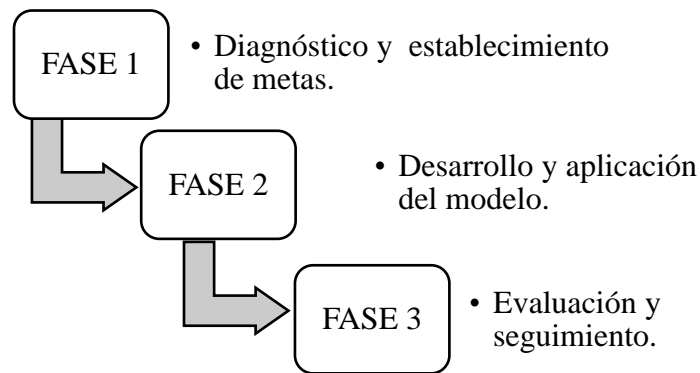 FASE 1
• Diagnóstico y establecimiento
de metas.
FASE 2
• Desarrollo y aplicación
del modelo.
FASE 3
• Evaluación y
seguimiento.